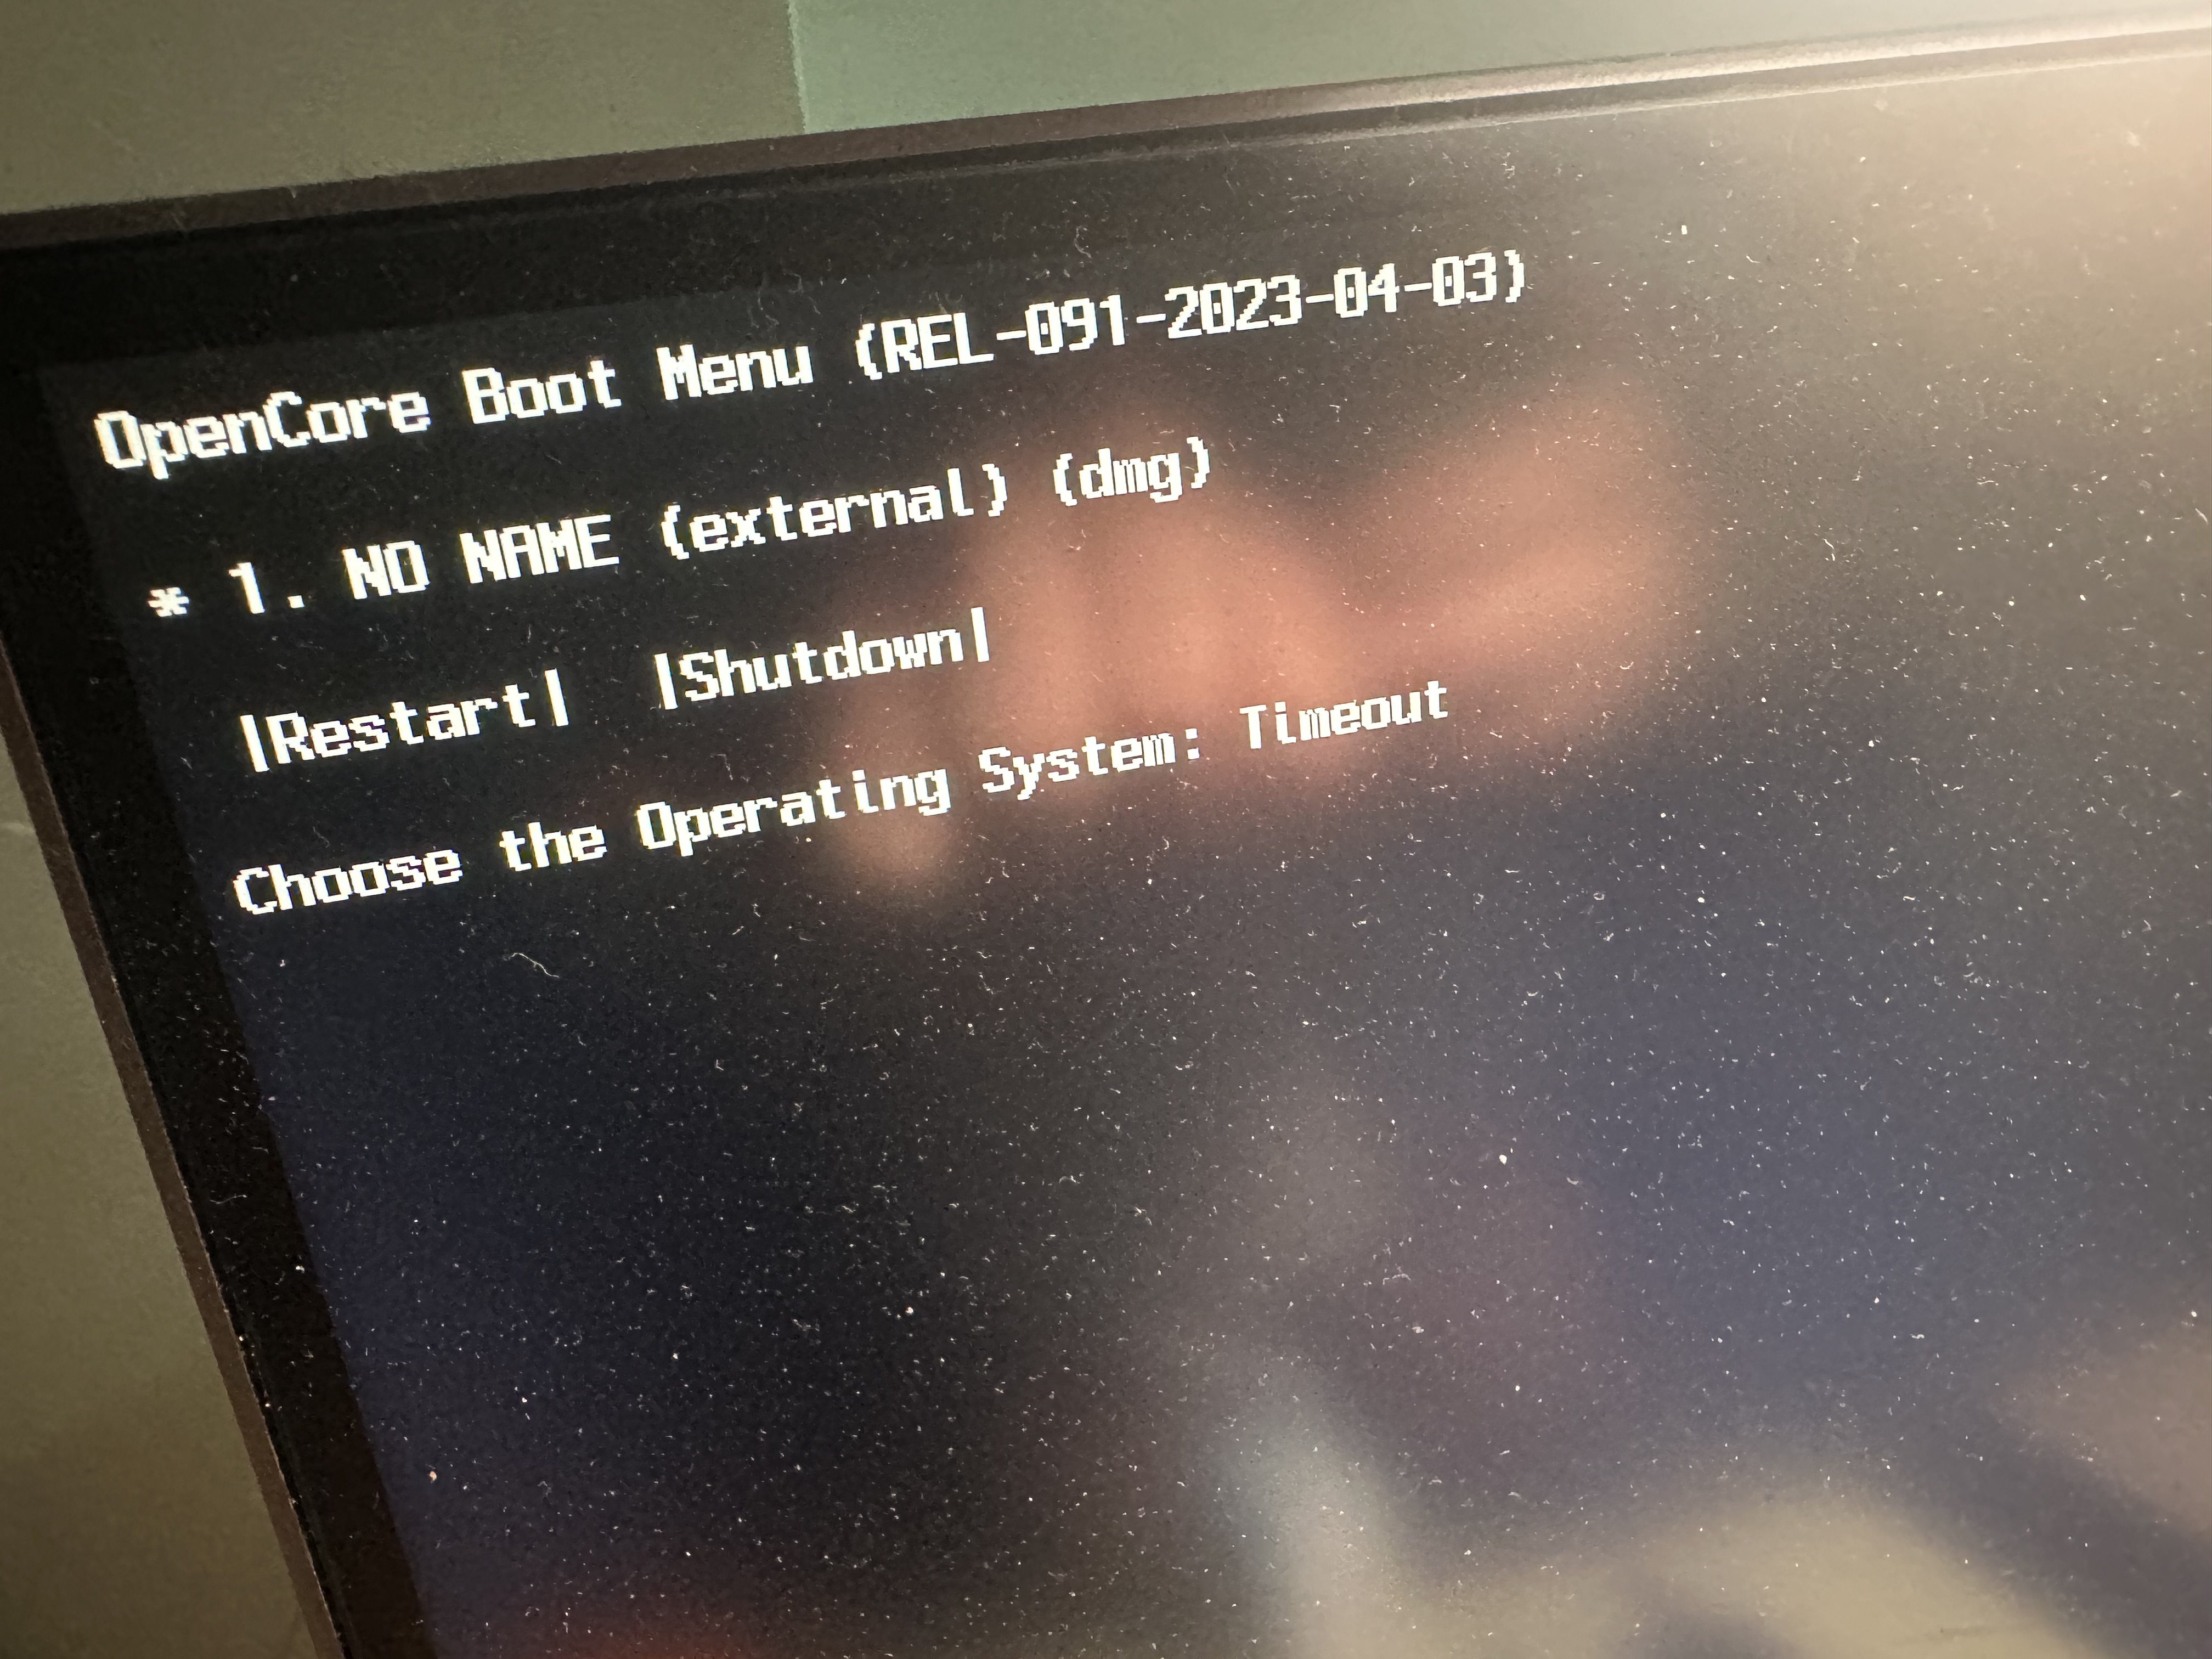 OpenCore Boot Menu (REL-091-2023-04-03)
* 1. NO NAME (external) (dmg)
|Restart| |Shutdown|
Choose the Operating System: Timeout